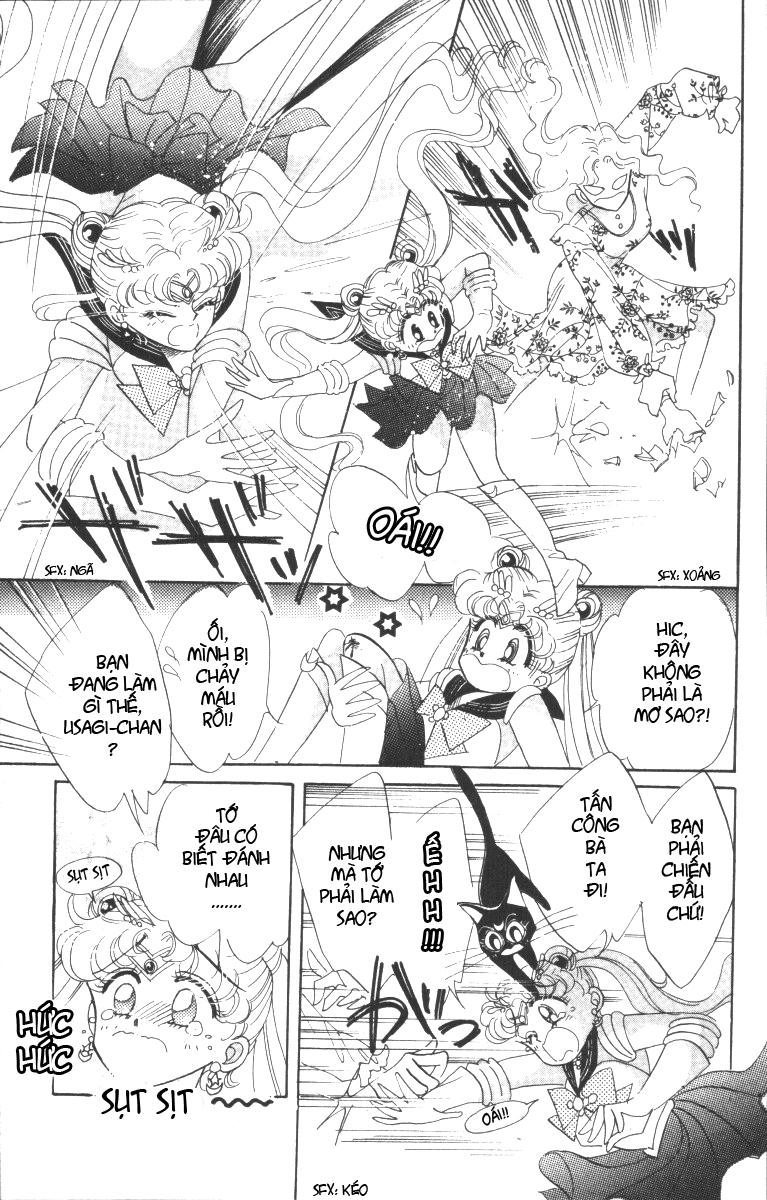 OÁI!!!
SFX: XOẢNG
SFX: NGÃ
HIC,
ĐÂY
KHÔNG
PHẢI LÀ
MƠ SAO?!
ỐI,
MÌNH BỊ
CHẢY
MÁU
RỒI!
BẠN
ĐANG LÀM
GÌ THẾ,
USAGI-CHAN
?
BẠN
PHẢI
CHIẾN
ĐẤU
CHỨ!
TẤN
CÔNG
BÀ
TA
ĐI!
ẾHH!!!
NHƯNG
MÀ TỚ
PHẢI LÀM
SAO?
OÁI!!
SFX: KÉO
TỚ
ĐÂU CÓ
BIẾT ĐÁNH
NHAU
.......
SỤT SỊT
HỨC
HỨC
SỤT SỊT